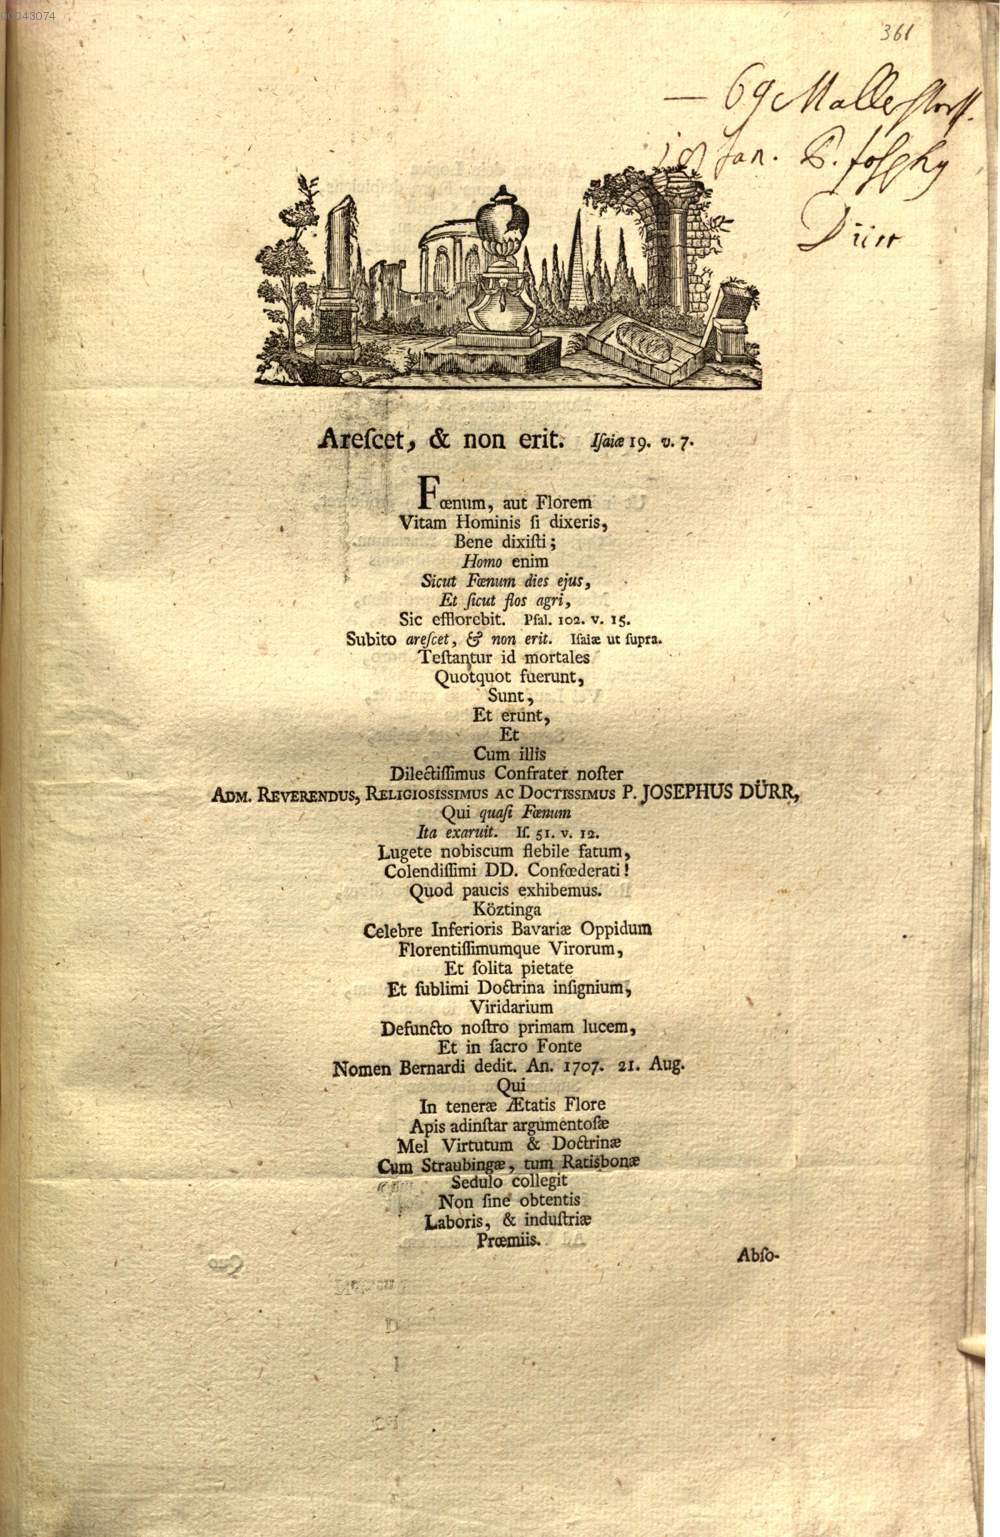 00043074
361
— 69 Mallerstorff.
18 Jan. P. Josephg
Dürr
Areſcet, & non erit. Iſaiæ 19. v. 7.
Fœnum, aut Florem
Vitam Hominis ſi dixeris,
Bene dixiſti;
Homo enim
Sicut Fœnum dies ejus,
Et ſicut flos agri,
Sic efflorebit. Pſal. 102. v. 15.
Subito areſcet, & non erit. Iſaiæ ut ſupra.
Teſtantur id mortales
Quotquot fuerunt,
Sunt,
Et erunt,
Et
Cum illis
Dilectiſſimus Confrater noſter
ADM. REVERENDUS, RELIGIOSISSIMUS AC DOCTISSIMUS P. JOSEPHUS DÜRR,
Qui quaſi Fœnum
Ita exaruit. Iſ. 51. v. 12.
Lugete nobiscum flebile fatum,
Colendiſſimi DD. Confœderati!
Quod paucis exhibemus.
Köztinga
Celebre Inferioris Bavariæ Oppidum
Florentiſſimumque Virorum,
Et ſolita pietate
Et ſublimi Doctrina inſignium,
Viridarium
Defuncto noſtro primam lucem,
Et in ſacro Fonte
Nomen Bernardi dedit. An. 1707. 21. Aug.
Qui
In teneræ Ætatis Flore
Apis adinſtar argumentoſæ
Mel Virtutum & Doctrinæ
Cum Straubingæ, tum Ratisbonæ
Sedulo collegit
Non ſine obtentis
Laboris, & induſtriæ
Prœmiis.
Abſo-